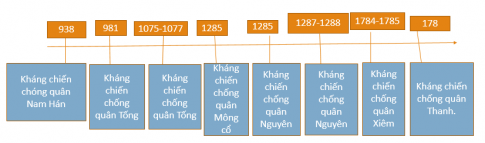 938
981
1075-1077
1285
1285
1287-1288
1784-1785
178
Kháng chiến
chóng quân
Nam Hán
Kháng
chiến
chống
quân Tống
Kháng
chiến
chống
quân Tống
Kháng
chiến
chống
quân
Mông
cổ
Kháng
chiến
chống
quân
Nguyên
Kháng
chiến
chống
quân
Nguyên
Kháng
chiến
chống
quân
Xiêm
Kháng chiến
chống quân
Thanh.